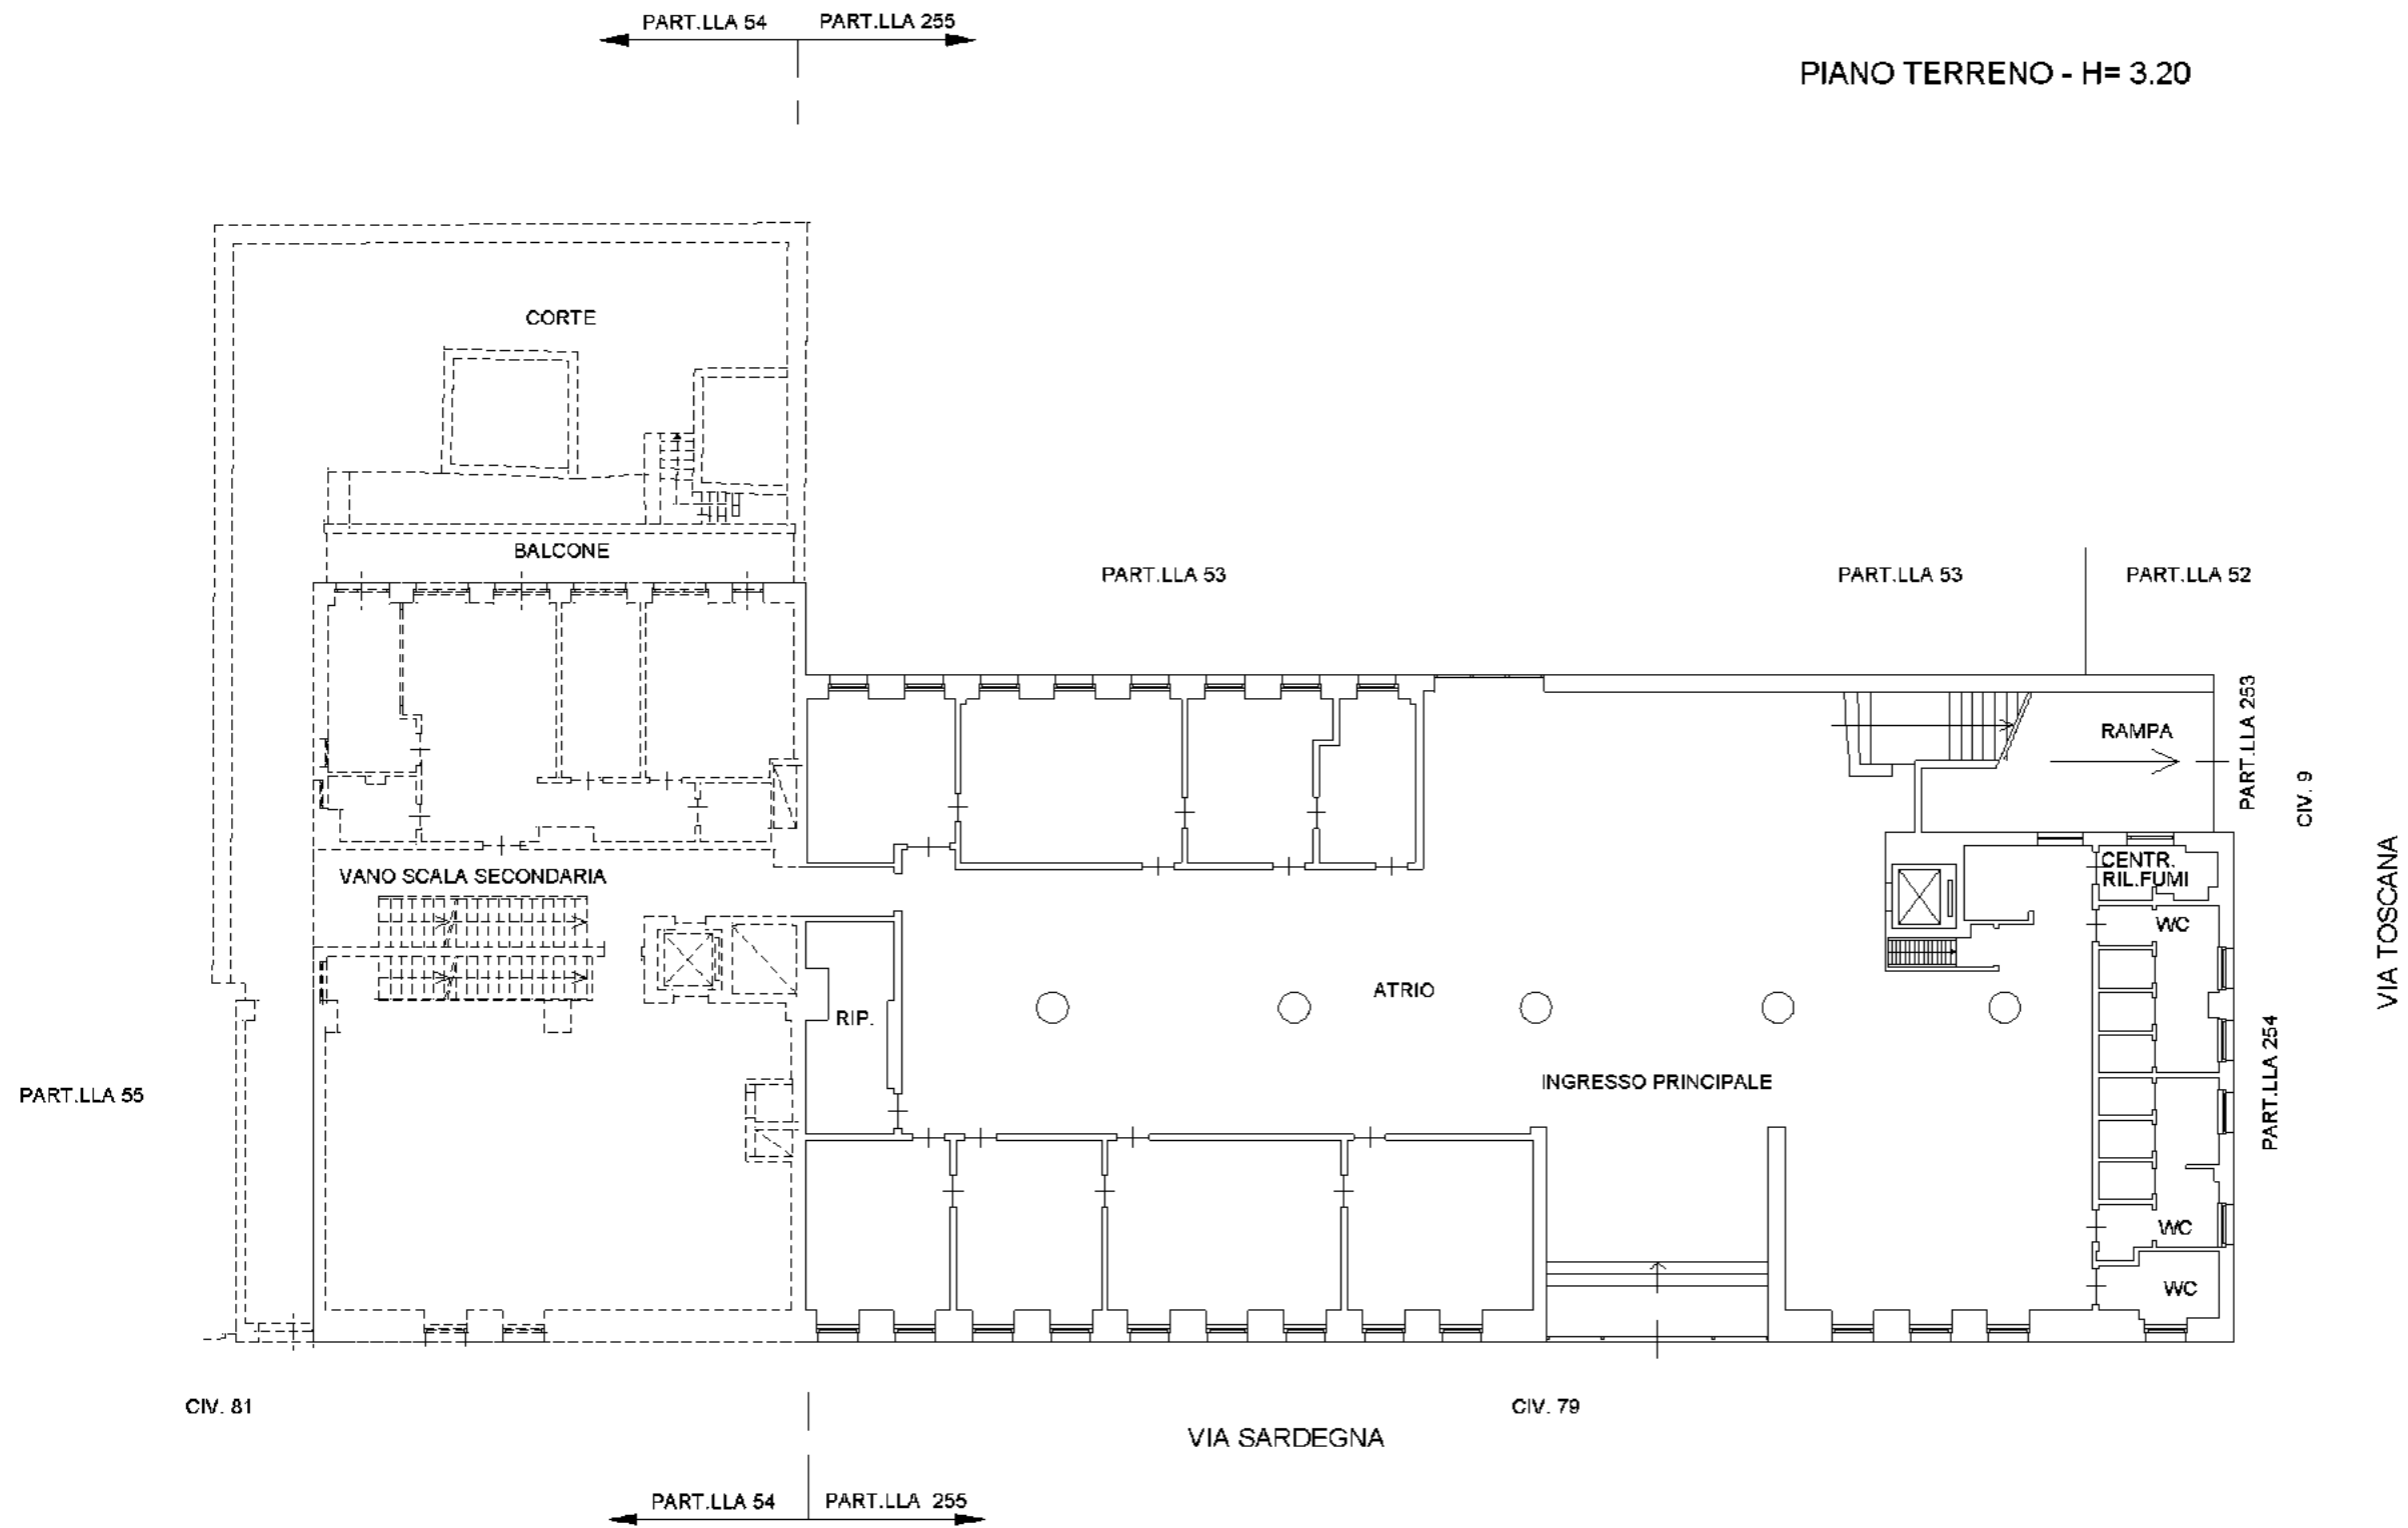 PART.LLA 54
PART.LLA 255
PIANO TERRENO - H= 3.20
CORTE
BALCONE
PART.LLA 53
PART.LLA 53
PART.LLA 52
RAMPA
PART.LLA 253
CIV. 9
VIA TOSCANA
VANO SCALA SECONDARIA
CENTR.
RIL.FUMI
WC
ATRIO
RIP.
INGRESSO PRINCIPALE
PART.LLA 55
PART.LLA 254
WC
WC
CIV. 81
CIV. 79
VIA SARDEGNA
PART.LLA 54
PART.LLA 255